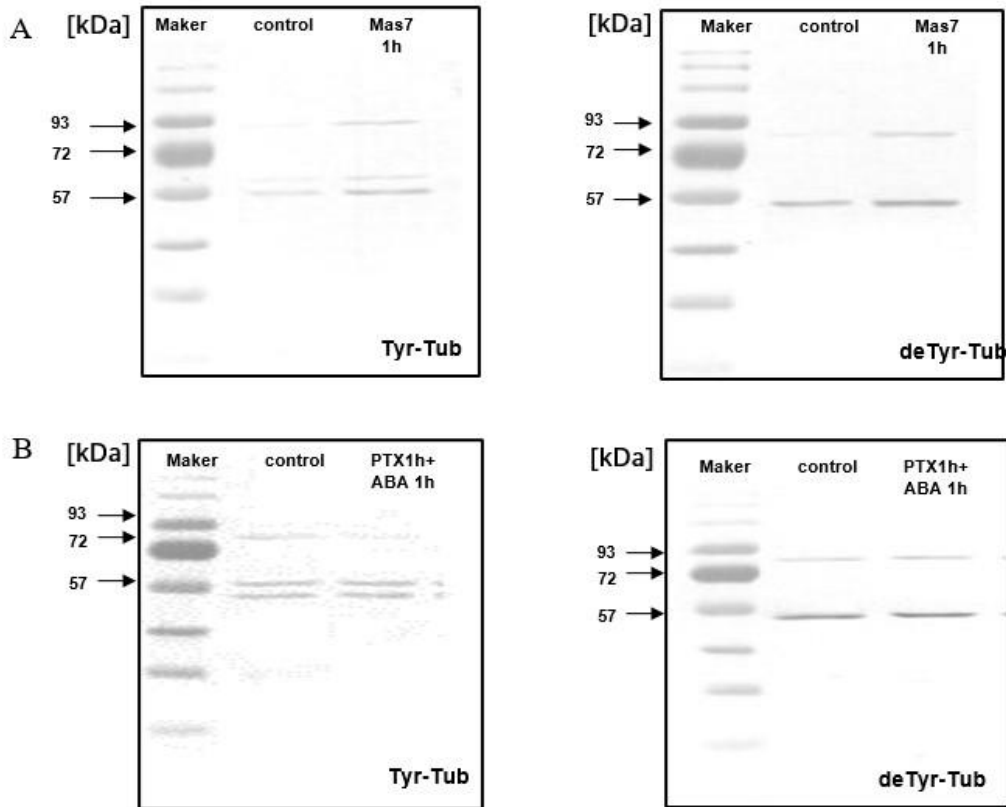 A
[kDa]
Maker control Mas7
1h
93
72
57
Tyr-Tub
[kDa]
Maker control Mas7
1h
93
72
57
deTyr-Tub
B
[kDa]
Maker control PTX1h+
ABA 1h
93
72
57
Tyr-Tub
[kDa]
Maker control PTX1h+
ABA 1h
93
72
57
deTyr-Tub